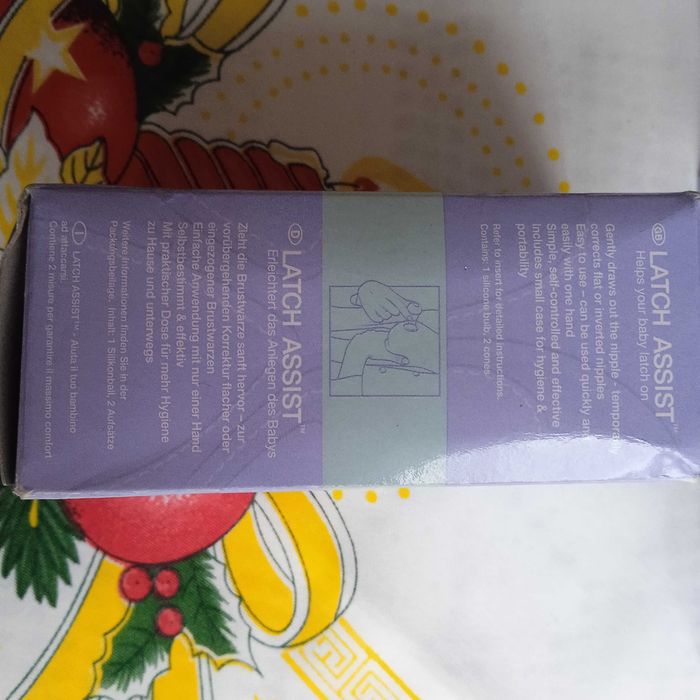 GB LATCH ASSIST™
Helps your baby latch on
Gently draws out the nipple - tempora
corrects flat or inverted nipples
Easy to use – can be used quickly an
easily with one hand
Simple, self-controlled and effective
Includes small case for hygiene &
portability
Refer to insert for detailed instructions.
Contains: 1 silicone bulb, 2 cones
D LATCH ASSIST™
Erleichtert das Anlegen des Babys
Zieht die Brustwarze sanft hervor – zur
vorübergehenden Korrektur flacher oder
eingezogener Brustwarzen
Einfache Anwendung mit nur einer Hand
Selbstbestimmt & effektiv
Mit praktischer Dose für mehr Hygiene
zu Hause und unterwegs
Weitere Informationen finden Sie in der
Packungsbeilage. Inhalt: 1 Silikonball, 2 Aufsätze
I LATCH ASSIST™ - Aiuta il tuo bambino
ad attaccarsi.
Contiene 2 misure per garantire il massimo comfort